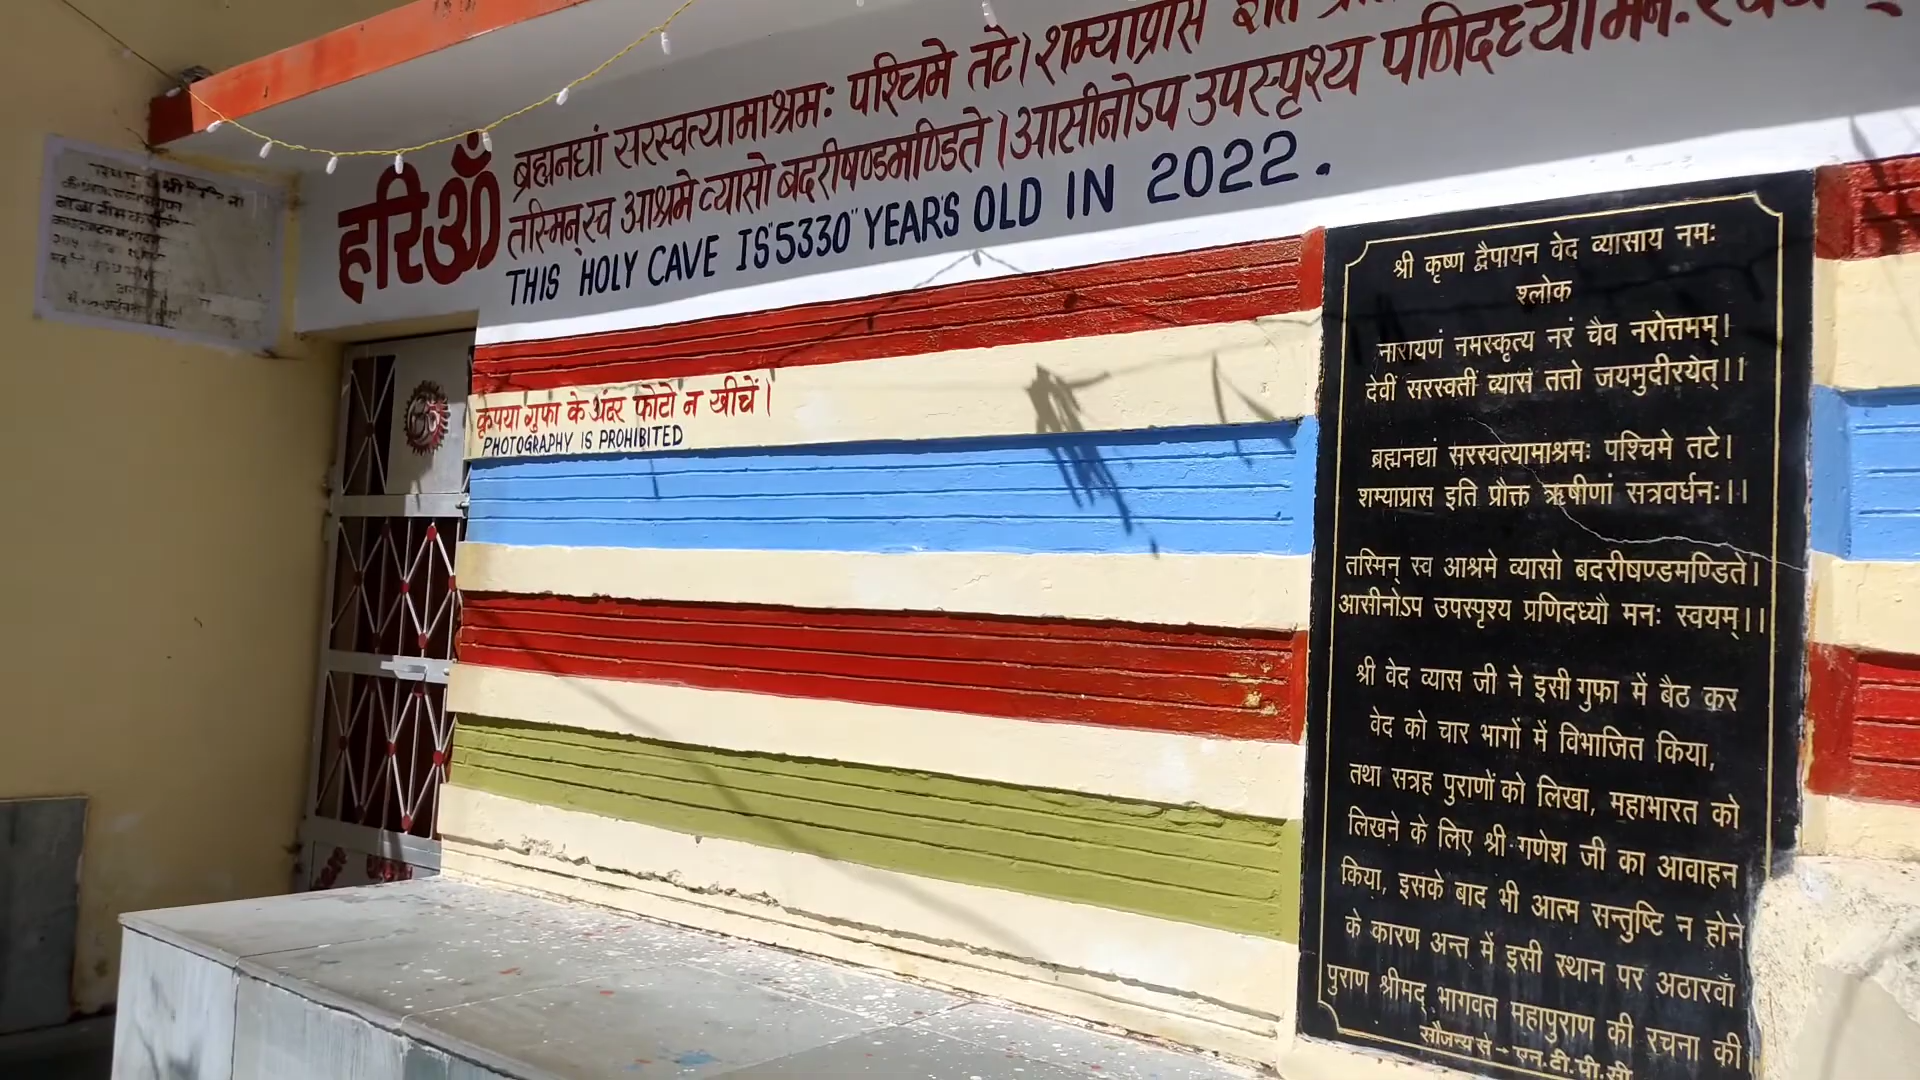 हरि ॐ
ब्रह्मनद्यां सरस्वत्यामाश्रमः पश्चिमे तटे। शम्याप्रास इति
तस्मिन् स्व आश्रमे व्यासो बदरीषण्डमण्डिते। आसीनोऽप उपस्पृश्य पणिदध्यौ मनः
THIS HOLY CAVE IS "5330" YEARS OLD IN 2022.
कृपया गुफा के अंदर फोटो न खीचें।
PHOTOGRAPHY IS PROHIBITED
श्री कृष्ण द्वैपायन वेद व्यासाय नमः
श्लोक
नारायणं नमस्कृत्य नरं चैव नरोत्तमम्।
देवीं सरस्वतीं व्यासं ततो जयमुदीरयेत्।।
ब्रह्मनद्यां सरस्वत्यामाश्रमः पश्चिमे तटे।
शम्याप्रास इति प्रौक्त ऋषीणां सत्रवर्धनः।।
तस्मिन् स्व आश्रमे व्यासो बदरीषण्डमण्डिते।
आसीनोऽप उपस्पृश्य प्रणिदध्यौ मनः स्वयम्।।
श्री वेद व्यास जी ने इसी गुफा में बैठ कर
वेद को चार भागों में विभाजित किया,
तथा सत्रह पुराणों को लिखा, महाभारत को
लिखने के लिए श्री गणेश जी का आवाहन
किया, इसके बाद भी आत्म सन्तुष्टि न होने
के कारण अन्त में इसी स्थान पर अठारवाँ
पुराण श्रीमद् भागवत महापुराण की रचना की
सौजन्य से - एन.टी.पी.सी